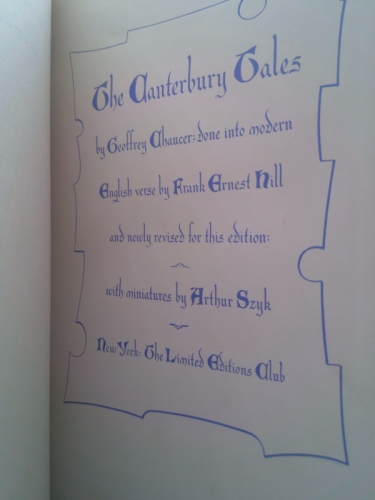 The Canterbury Tales
by Geoffrey Chaucer; done into modern
English verse by Frank Ernest Hill
and newly revised for this edition:
with miniatures by Arthur Szyk
New York: The Limited Editions Club